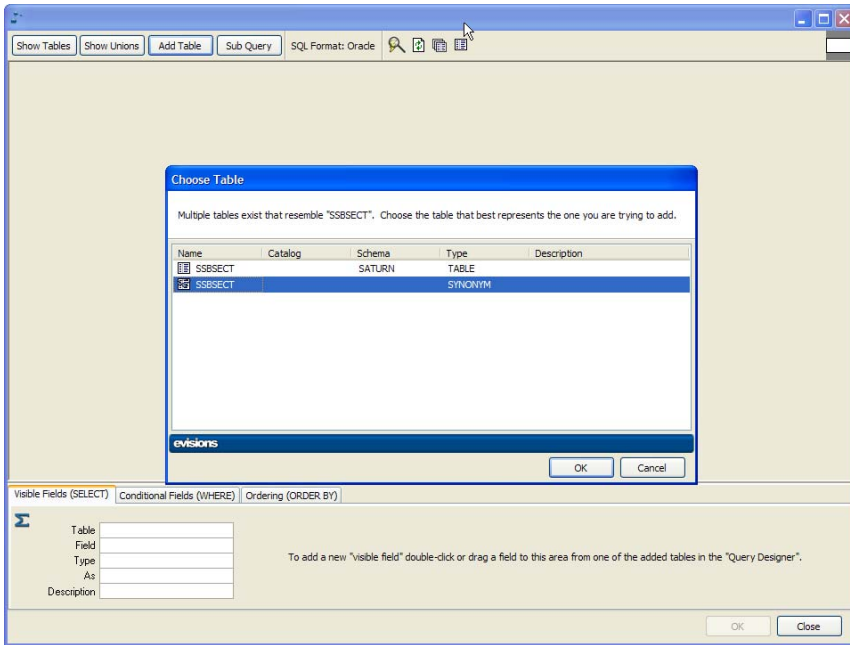 Show Tables Show Unions Add Table Sub Query SQL Format: Oracle
Choose Table
Multiple tables exist that resemble "SSBSECT". Choose the table that best represents the one you are trying to add.
Name Catalog Schema Type Description
SSBSECT SATURN TABLE
SSBSECT SYNONYM
evisions
OK Cancel
Visible Fields (SELECT) Conditional Fields (WHERE) Ordering (ORDER BY)
Table
Field
Type
As
Description
To add a new "visible field" double-click or drag a field to this area from one of the added tables in the "Query Designer".
OK Close